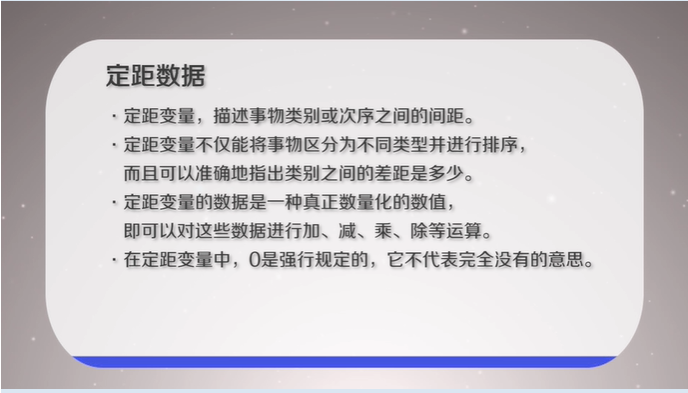 定距数据
· 定距变量，描述事物类别或次序之间的间距。
· 定距变量不仅能将事物区分为不同类型并进行排序，
而且可以准确地指出类别之间的差距是多少。
· 定距变量的数据是一种真正数量化的数值，
即可以对这些数据进行加、减、乘、除等运算。
· 在定距变量中，0是强行规定的，它不代表完全没有的意思。